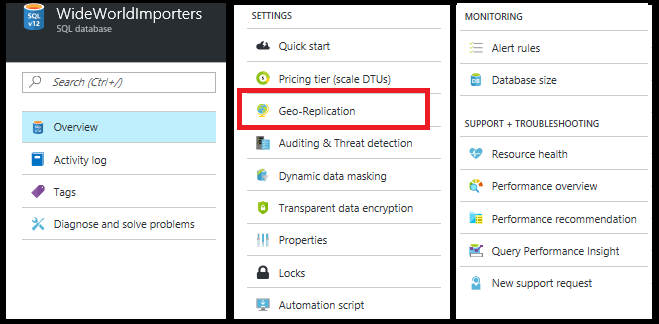 SQL
v12
WideWorldImporters
SQL database
Search (Ctrl+/)
Overview
Activity log
Tags
Diagnose and solve problems
SETTINGS
Quick start
Pricing tier (scale DTUs)
Geo-Replication
Auditing & Threat detection
Dynamic data masking
Transparent data encryption
Properties
Locks
Automation script
MONITORING
Alert rules
Database size
SUPPORT + TROUBLESHOOTING
Resource health
Performance overview
Performance recommendation
Query Performance Insight
New support request